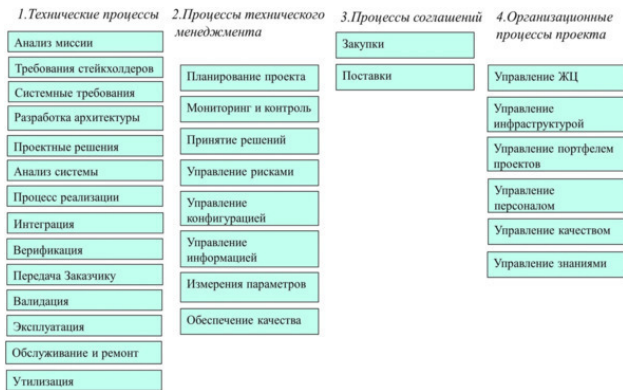 1.Технические процессы
Анализ миссии
Требования стейкхолдеров
Системные требования
Разработка архитектуры
Проектные решения
Анализ системы
Процесс реализации
Интеграция
Верификация
Передача Заказчику
Валидация
Эксплуатация
Обслуживание и ремонт
Утилизация
2.Процессы технического
менеджмента
Планирование проекта
Мониторинг и контроль
Принятие решений
Управление рисками
Управление
конфигурацией
Управление
информацией
Измерения параметров
Обеспечение качества
3.Процессы соглашений
Закупки
Поставки
4.Организационные
процессы проекта
Управление ЖЦ
Управление
инфраструктурой
Управление портфелем
проектов
Управление
персоналом
Управление качеством
Управление знаниями